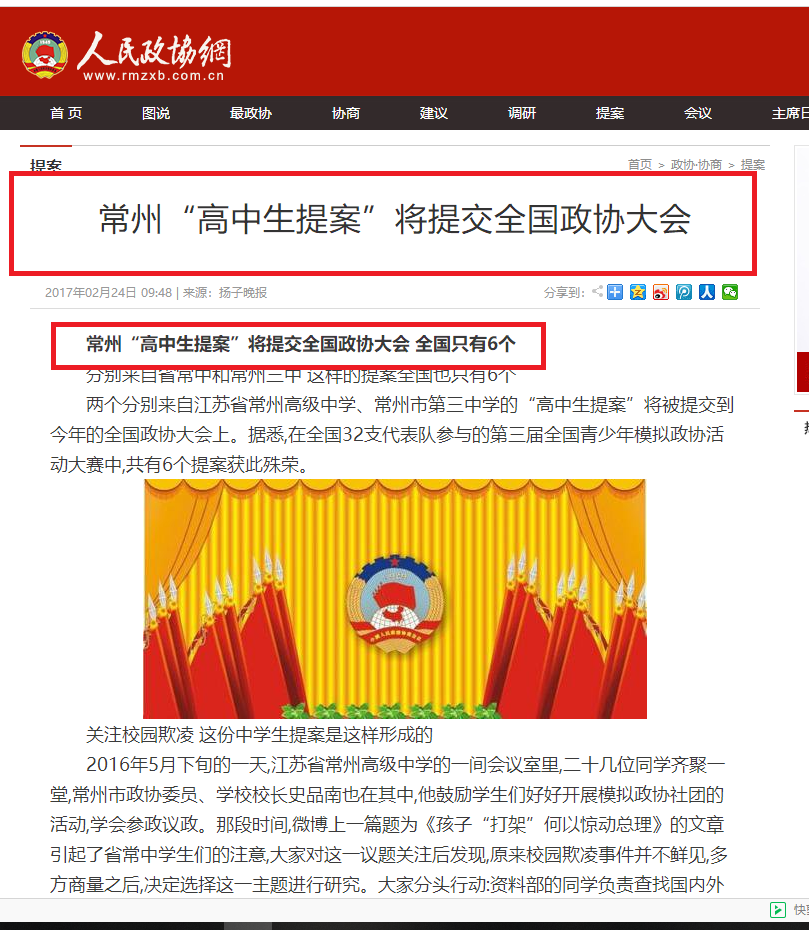 人民政协網
www.rmzxb.com.cn
首 页 图说 最政协 协商 建议 调研 提案 会议 主席
提案
首页 > 政协·协商 > 提案
常州“高中生提案”将提交全国政协大会
2017年02月24日 09:48 | 来源：扬子晚报
分享到：
常州“高中生提案”将提交全国政协大会 全国只有6个
分别来自省常中和常州三中 这样的提案全国也只有6个
两个分别来自江苏省常州高级中学、常州市第三中学的“高中生提案”将被提交到
今年的全国政协大会上。据悉,在全国32支代表队参与的第三届全国青少年模拟政协活
动大赛中,共有6个提案获此殊荣。
关注校园欺凌 这份中学生提案是这样形成的
2016年5月下旬的一天,江苏省常州高级中学的一间会议室里,二十几位同学齐聚一
堂,常州市政协委员、学校校长史品南也在其中,他鼓励学生们好好开展模拟政协社团的
活动,学会参政议政。那段时间,微博上一篇题为《孩子“打架”何以惊动总理》的文章
引起了省常中学生们的注意,大家对这一议题关注后发现,原来校园欺凌事件并不鲜见,多
方商量之后,决定选择这一主题进行研究。大家分头行动:资料部的同学负责查找国内外